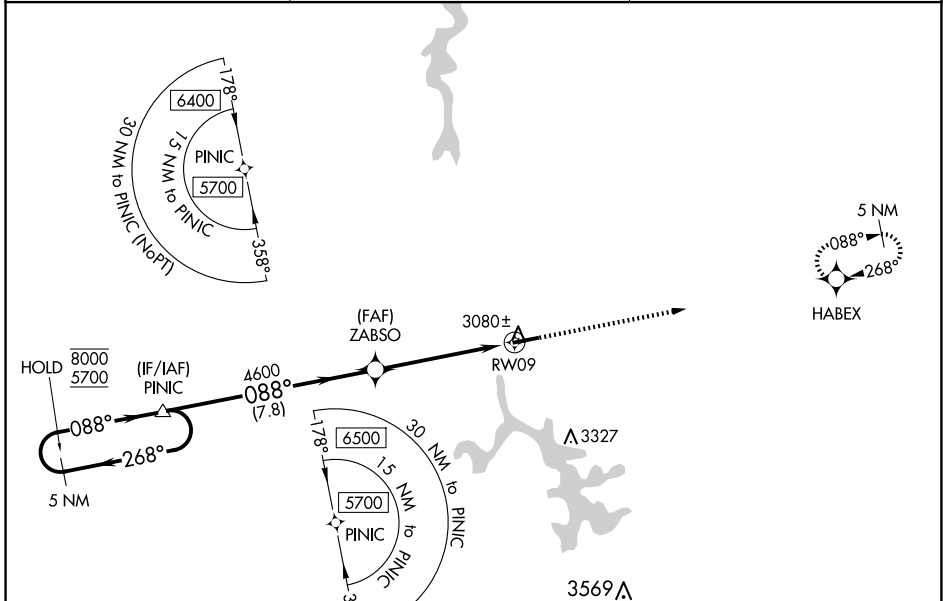 178°
6400
PINIC
5700
15 NM to PINIC
30 NM to PINIC (NoPT)
358°
5 NM
088°
268°
HABEX
(FAF)
ZABSO
3080±
RW09
HOLD
8000
5700
(IF/IAF)
PINIC
4600
088°
(7.8)
088°
268°
5 NM
178°
6500
30 NM to PINIC
15 NM to PINIC
5700
PINIC
3
3327
3569